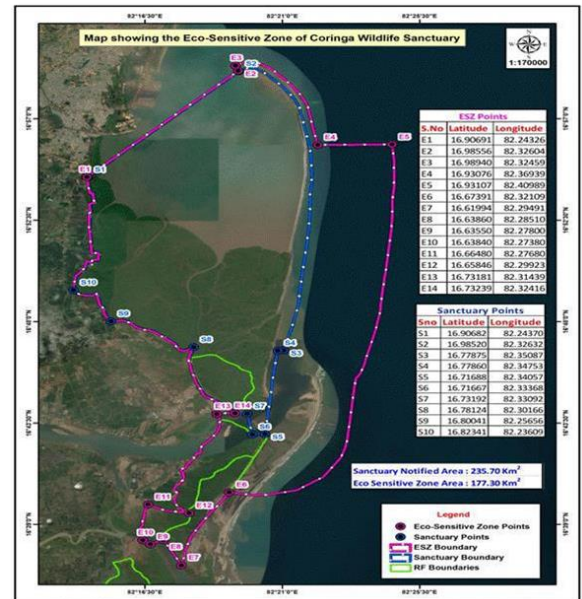 82°16'30"E 82°21'0"E 82°25'30"E
Map showing the Eco-Sensitive Zone of Coringa Wildlife Sanctuary
1:170000
E3
S2
E2
E4
E5
E1 S1
S10
S9
S8
S4
S3
E13 E14 S7
S6
S5
E6
E11
E12
E10
E9
E8
E7
ESZ Points
S.No Latitude Longitude
E1 16.90691 82.24326
E2 16.98556 82.32604
E3 16.98940 82.32459
E4 16.93076 82.36939
E5 16.93107 82.40989
E6 16.67391 82.32109
E7 16.61994 82.29491
E8 16.63860 82.28510
E9 16.63550 82.27800
E10 16.63840 82.27380
E11 16.66480 82.27680
E12 16.65846 82.29923
E13 16.73181 82.31439
E14 16.73239 82.32416
Sanctuary Points
Sno Latitude Longitude
S1 16.90682 82.24370
S2 16.98520 82.32632
S3 16.77875 82.35087
S4 16.77860 82.34753
S5 16.71688 82.34057
S6 16.71667 82.33368
S7 16.73192 82.33092
S8 16.78124 82.30166
S9 16.80041 82.25656
S10 16.82341 82.23609
Sanctuary Notified Area : 235.70 Km²
Eco Sensitive Zone Area : 177.30 Km²
Legend
Eco-Sensitive Zone Points
Sanctuary Points
ESZ Boundary
Sanctuary Boundary
RF Boundaries
82°16'30"E 82°21'0"E 82°25'30"E